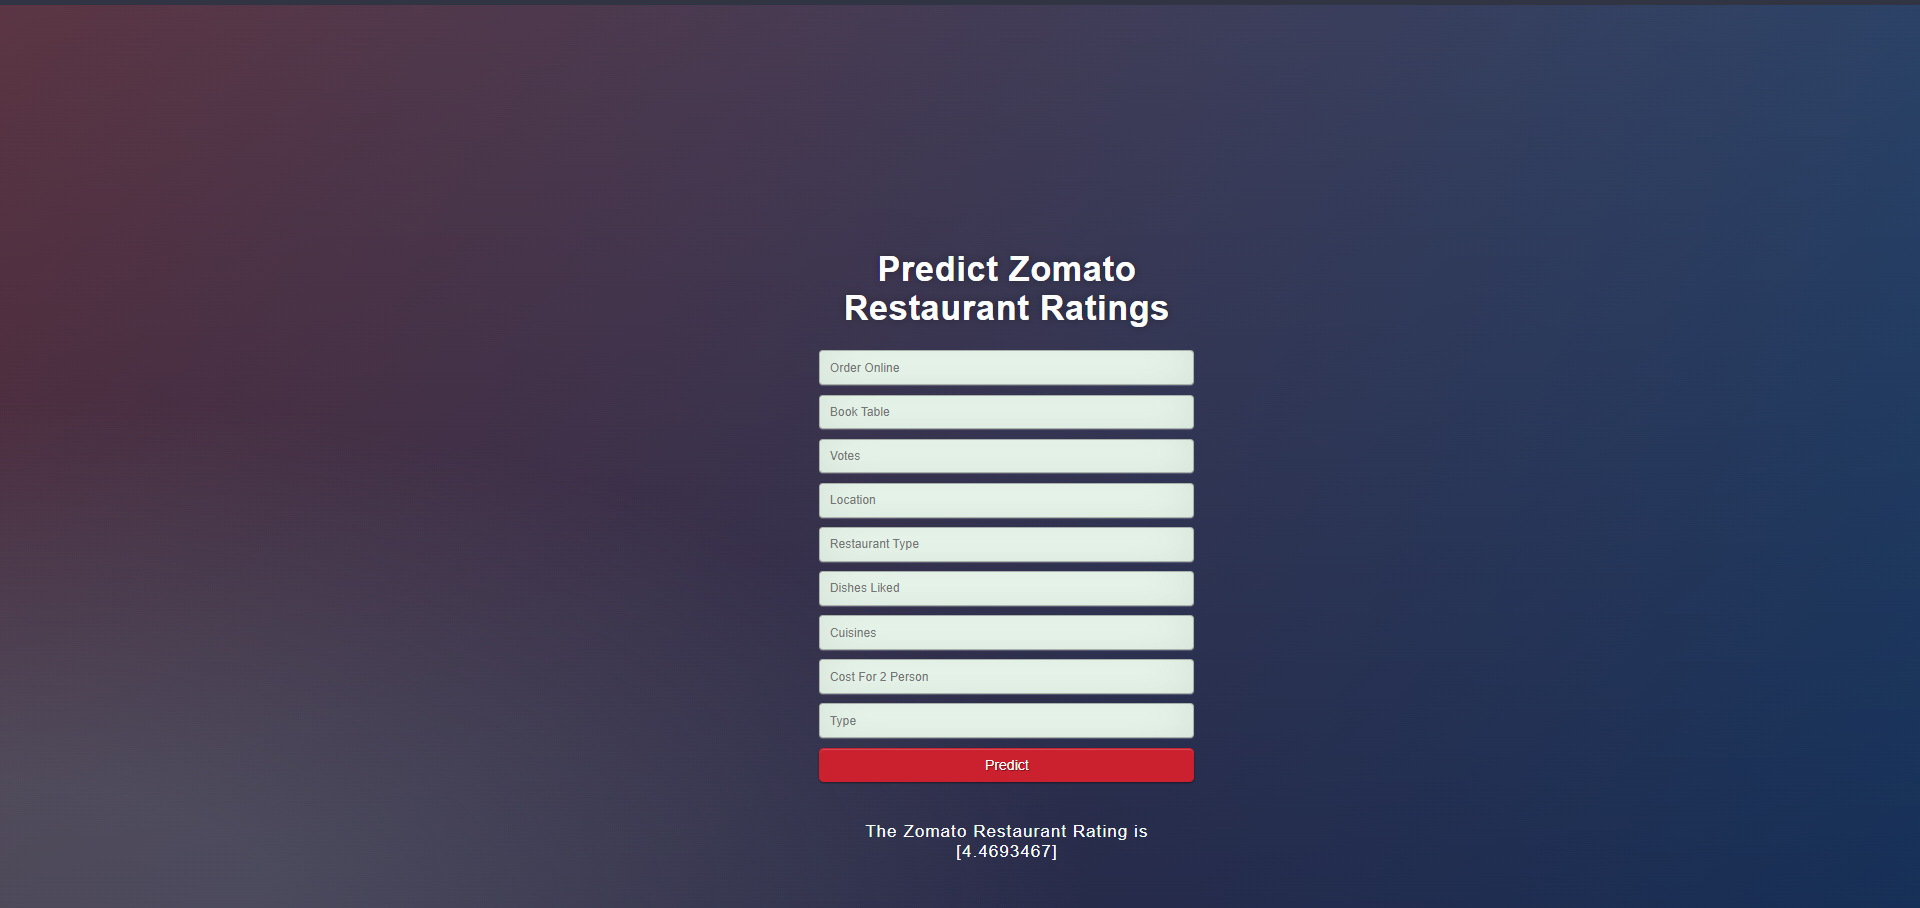 Predict Zomato
Restaurant Ratings
Order Online
Book Table
Votes
Location
Restaurant Type
Dishes Liked
Cuisines
Cost For 2 Person
Type
Predict
The Zomato Restaurant Rating is
[4.4693467]